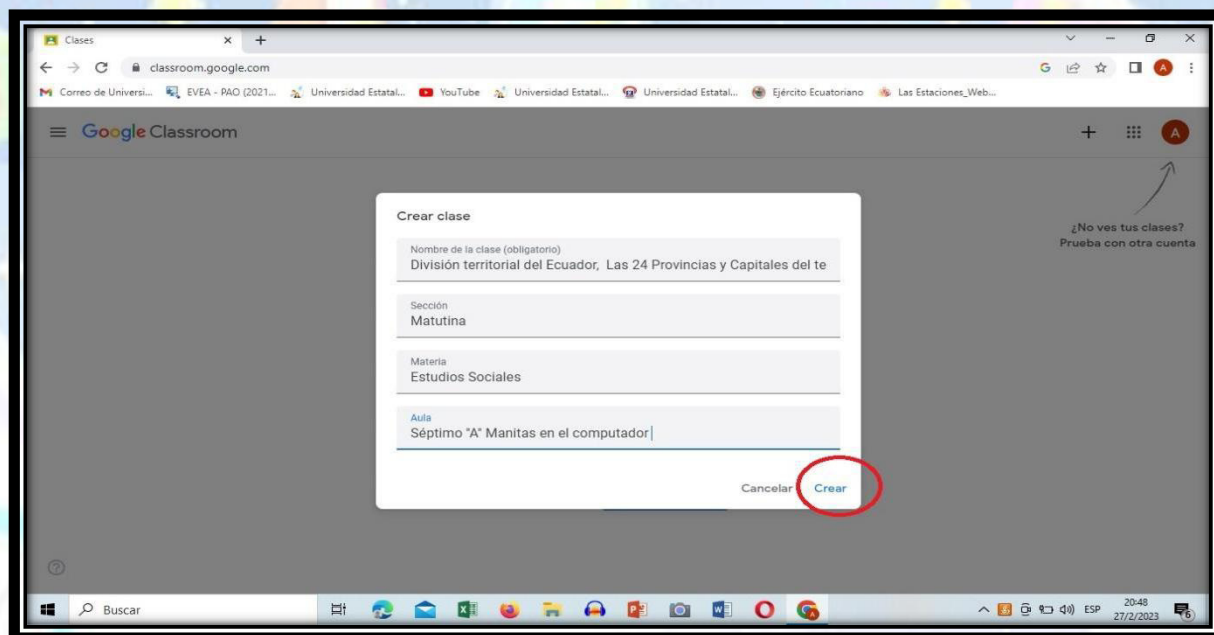 Clases
classroom.google.com
Correo de Universi... EVEA - PAO (2021... Universidad Estatal... YouTube Universidad Estatal... Universidad Estatal... Ejército Ecuatoriano Las Estaciones_Web...
Google Classroom
A
¿No ves tus clases?
Prueba con otra cuenta
Crear clase
Nombre de la clase (obligatorio)
División territorial del Ecuador, Las 24 Provincias y Capitales del te
Sección
Matutina
Materia
Estudios Sociales
Aula
Séptimo "A" Manitas en el computador
Cancelar Crear
Buscar
ESP
20:48
27/2/2023
6